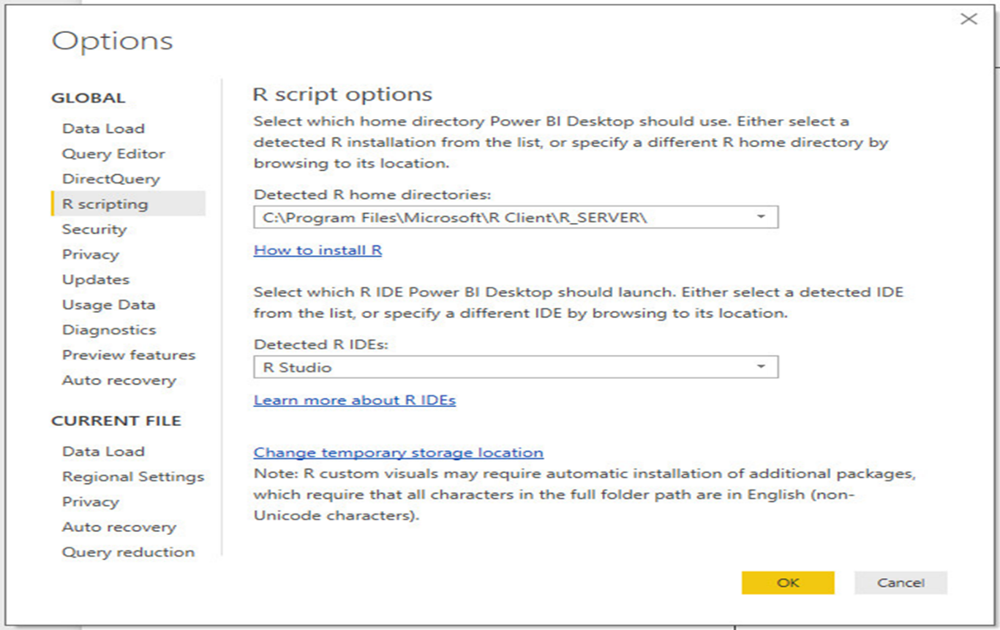 Options
GLOBAL
Data Load
Query Editor
DirectQuery
R scripting
Security
Privacy
Updates
Usage Data
Diagnostics
Preview features
Auto recovery
CURRENT FILE
Data Load
Regional Settings
Privacy
Auto recovery
Query reduction
R script options
Select which home directory Power BI Desktop should use. Either select a
detected R installation from the list, or specify a different R home directory by
browsing to its location.
Detected R home directories:
C:\Program Files\Microsoft\R Client\R_SERVER\
How to install R
Select which R IDE Power BI Desktop should launch. Either select a detected IDE
from the list, or specify a different IDE by browsing to its location.
Detected R IDEs:
R Studio
Learn more about R IDEs
Change temporary storage location
Note: R custom visuals may require automatic installation of additional packages,
which require that all characters in the full folder path are in English (non-
Unicode characters).
OK
Cancel